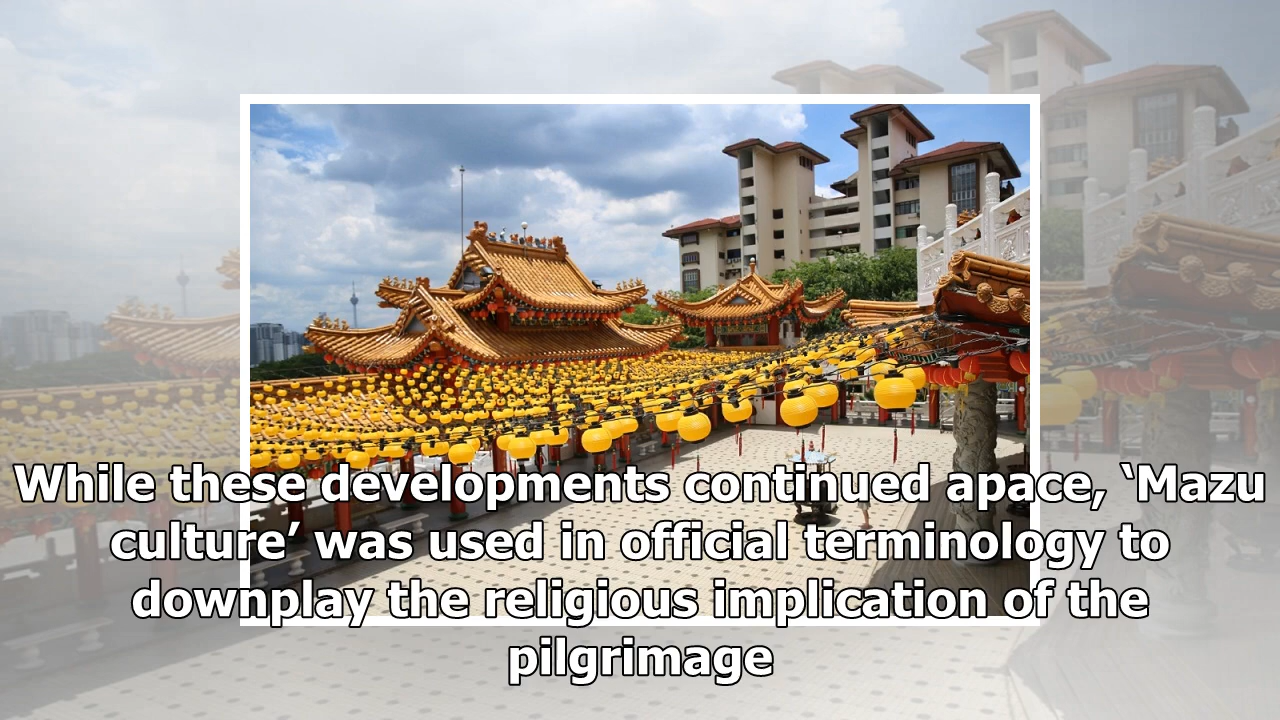 While these developments continued apace, ‘Mazu
culture’ was used in official terminology to
downplay the religious implication of the
pilgrimage